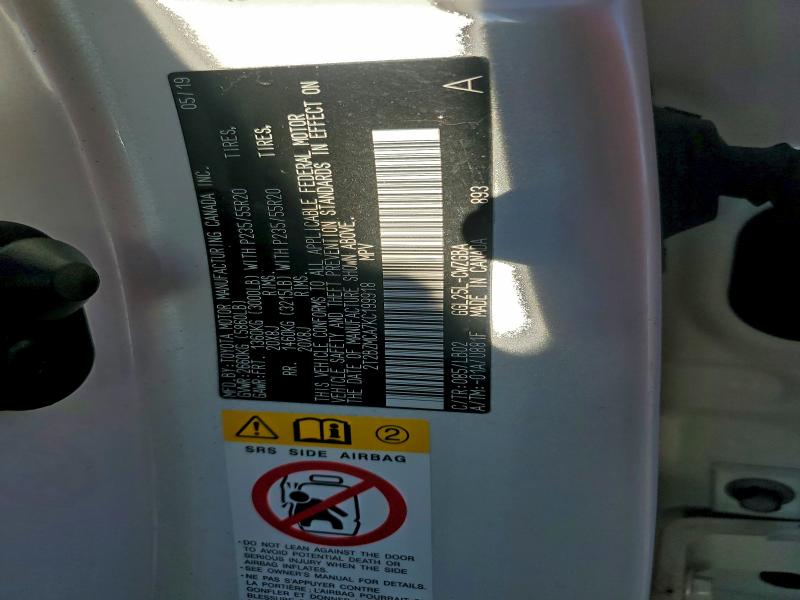 MFD.BY:TOYOTA MOTOR MANUFACTURING CANADA INC. 05/19
GVWR:2660KG (5865LB)
GAWR:FRT. 1360KG (3000LB) WITH P235/55R20 TIRES,
20X8J RIMS,
RR. 1460KG (3215LB) WITH P235/55R20 TIRES,
20X8J RIMS,
THIS VEHICLE CONFORMS TO ALL APPLICABLE FEDERAL MOTOR
VEHICLE SAFETY AND THEFT PREVENTION STANDARDS IN EFFECT ON
THE DATE OF MANUFACTURE SHOWN ABOVE.
MPV
C/TR:085/LB02
A/TM:-01A/U881F MADE IN CANADA 893
A
SRS SIDE AIRBAG
2
-DO NOT LEAN AGAINST THE DOOR
TO AVOID POTENTIAL DEATH OR
SERIOUS INJURY WHEN THE SIDE
AIRBAG INFLATES.
-SEE OWNER'S MANUAL FOR DETAILS.
-NE PAS S'APPUYER CONTRE
LA PORTIÈRE : L'AIRBAG POURRAIT
GONFLER ET